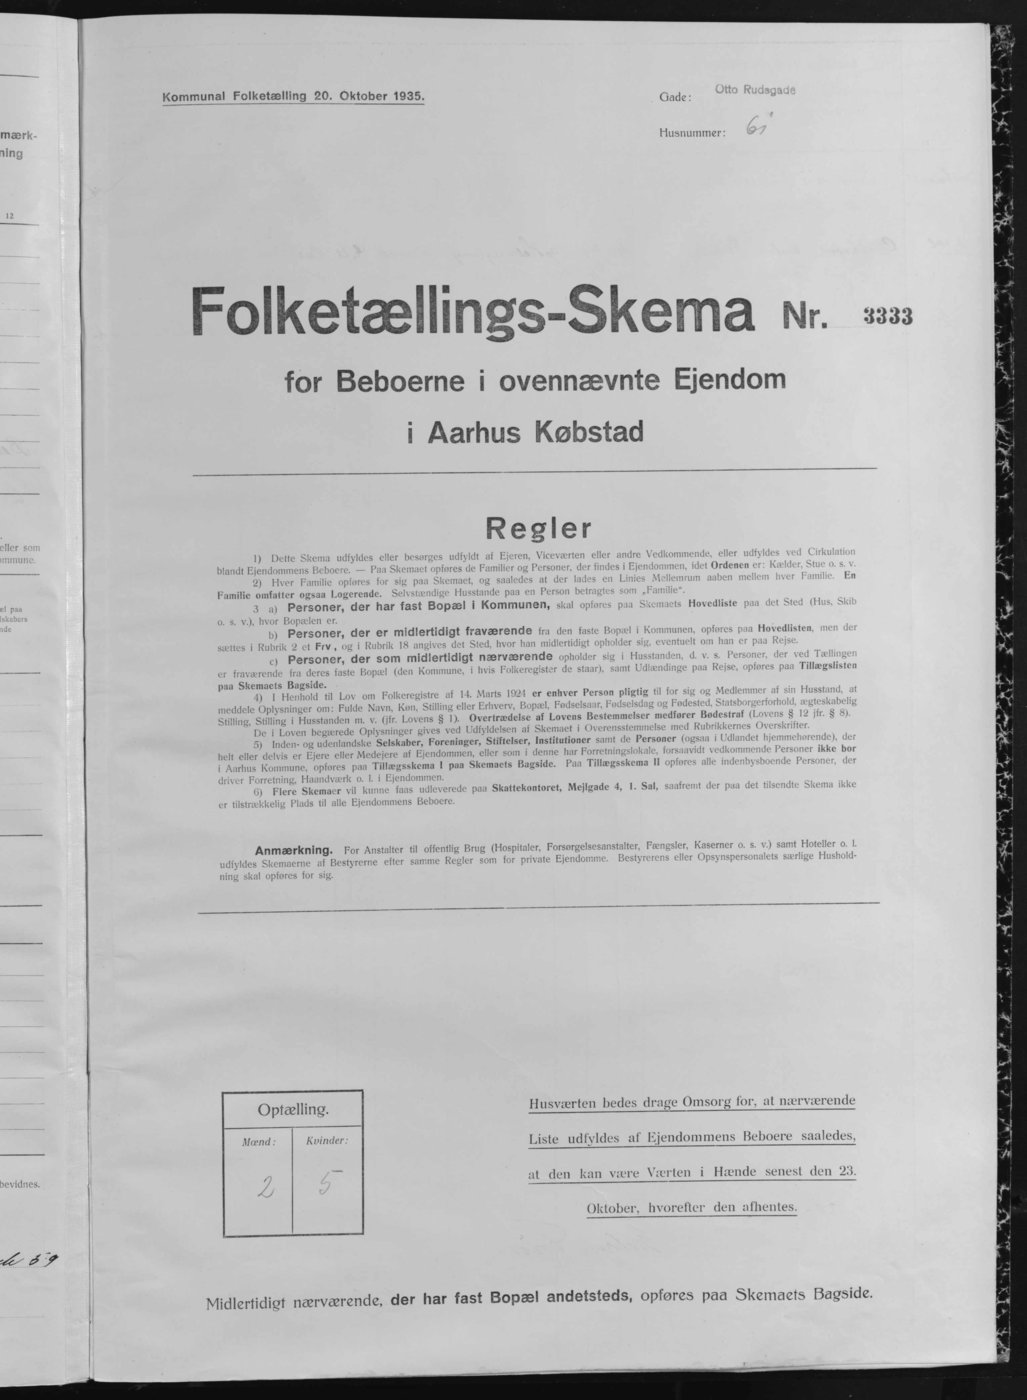 mærk-
ning
12
eller som
ommune.
bevidnes.
Kommunal Folketælling 20. Oktober 1935.
Gade: Otto Rudsgade
Husnummer:
Folketællings-Skema Nr. 3333
for Beboerne i ovennævnte Ejendom
i Aarhus Købstad
Regler
1) Dette Skema udfyldes eller besørges udfyldt af Ejeren, Viceværten eller andre Vedkommende, eller udfyldes ved Cirkulation
blandt Ejendommens Beboere. — Paa Skemaet opføres de Familier og Personer, der findes i Ejendommen, idet Ordenen er: Kælder, Stue o. s. v.
2) Hver Familie opføres for sig paa Skemaet, og saaledes at der lades en Linies Mellemrum aaben mellem hver Familie. En
Familie omfatter ogsaa Logerende. Selvstændige Husstande paa en Person betragtes som „Familie“.
3 a) Personer, der har fast Bopæl i Kommunen, skal opføres paa Skemaets Hovedliste paa det Sted (Hus, Skib
o. s. v.), hvor Bopælen er.
b) Personer, der er midlertidigt fraværende fra den faste Bopæl i Kommunen, opføres paa Hovedlisten, men der
sættes i Rubrik 2 et Frv., og i Rubrik 18 angives det Sted, hvor han midlertidigt opholder sig, eventuelt om han er paa Rejse.
c) Personer, der som midlertidigt nærværende opholder sig i Husstanden, d. v. s. Personer, der ved Tællingen
er fraværende fra deres faste Bopæl (den Kommune, i hvis Folkeregister de staar), samt Udlændinge paa Rejse, opføres paa Tillægslisten
paa Skemaets Bagside.
4) I Henhold til Lov om Folkeregistre af 14. Marts 1924 er enhver Person pligtig til for sig og Medlemmer af sin Husstand, at
meddele Oplysninger om: Fulde Navn, Køn, Stilling eller Erhverv, Bopæl, Fødselsaar, Fødselsdag og Fødested, Statsborgerforhold, ægteskabelig
Stilling, Stilling i Husstanden m. v. (jfr. Lovens § 1). Overtrædelse af Lovens Bestemmelser medfører Bødestraf (Lovens § 12 jfr. § 8).
De i Loven begærede Oplysninger gives ved Udfyldelsen af Skemaet i Overensstemmelse med Rubrikkernes Overskrifter.
5) Inden- og udenlandske Selskaber, Foreninger, Stiftelser, Institutioner samt de Personer (ogsaa i Udlandet hjemmehørende), der
helt eller delvis er Ejere eller Medejere af Ejendommen, eller som i denne har Forretningslokale, forsaavidt vedkommende Personer ikke bor
i Aarhus Kommune, opføres paa Tillægsskema I paa Skemaets Bagside. Paa Tillægsskema II opføres alle indenbysboende Personer, der
driver Forretning, Haandværk o. l. i Ejendommen.
6) Flere Skemaer vil kunne faas udleverede paa Skattekontoret, Mejlgade 4, 1. Sal, saafremt der paa det tilsendte Skema ikke
er tilstrækkelig Plads til alle Ejendommens Beboere.
Anmærkning. For Anstalter til offentlig Brug (Hospitaler, Forsørgelsesanstalter, Fængsler, Kaserner o. s. v.) samt Hoteller o. l.
udfyldes Skemaerne af Bestyrerne efter samme Regler som for private Ejendomme. Bestyrerens eller Opsynspersonalets særlige Hushold-
ning skal opføres for sig.
Optælling.
Mænd: Kvinder:
2 5
Husværten bedes drage Omsorg for, at nærværende
Liste udfyldes af Ejendommens Beboere saaledes,
at den kan være Værten i Hænde senest den 23.
Oktober, hvorefter den afhentes.
Midlertidigt nærværende, der har fast Bopæl andetsteds, opføres paa Skemaets Bagside.